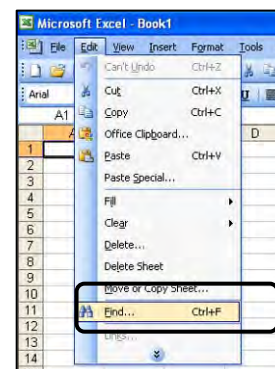 Microsoft Excel - Book1
File Edit View Insert Format Tools
Arial
U
A1
Can't Undo Ctrl+Z
Cut Ctrl+X
Copy Ctrl+C
Office Clipboard...
Paste Ctrl+V
Paste Special...
Fill
Clear
Delete...
Delete Sheet
Move or Copy Sheet...
Find... Ctrl+F
Links...
A
D
1
2
3
4
5
6
7
8
9
10
11
12
13
14